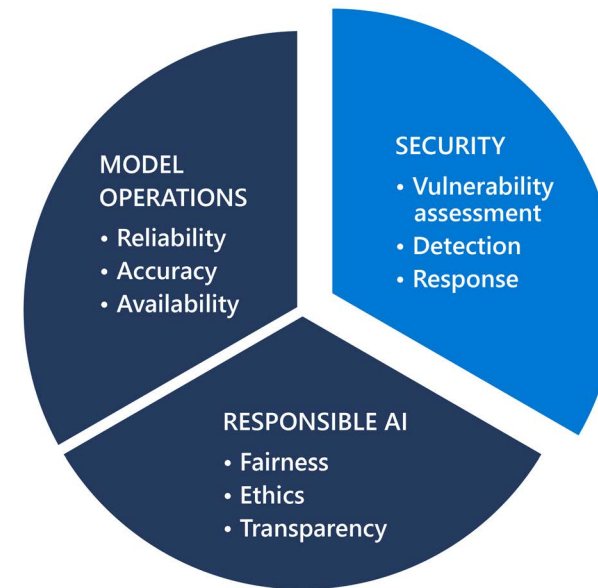 MODEL
OPERATIONS
• Reliability
• Accuracy
• Availability
SECURITY
• Vulnerability
assessment
• Detection
• Response
RESPONSIBLE AI
• Fairness
• Ethics
• Transparency